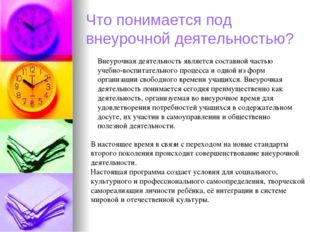 Что понимается под
внеурочной деятельностью?
Внеурочная деятельность является составной частью
учебно-воспитательного процесса и одной из форм
организации свободного времени учащихся. Внеурочная
деятельность понимается сегодня преимущественно как
деятельность, организуемая во внеурочное время для
удовлетворения потребностей учащихся в содержательном
досуге, их участия в самоуправлении и общественно
полезной деятельности.
В настоящее время в связи с переходом на новые стандарты
второго поколения происходит совершенствование внеурочной
деятельности.
Настоящая программа создает условия для социального,
культурного и профессионального самоопределения, творческой
самореализации личности ребёнка, её интеграции в системе
мировой и отечественной культуры.